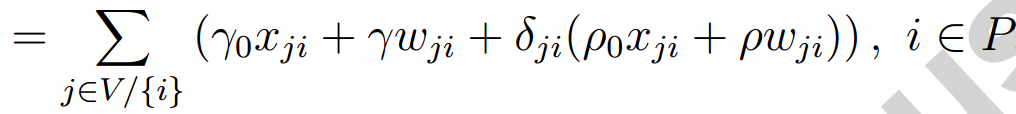 = ∑_{j∈V/{i}} (γ₀x_{ji} + γw_{ji} + δ_{ji}(ρ₀x_{ji} + ρw_{ji})), i ∈ P